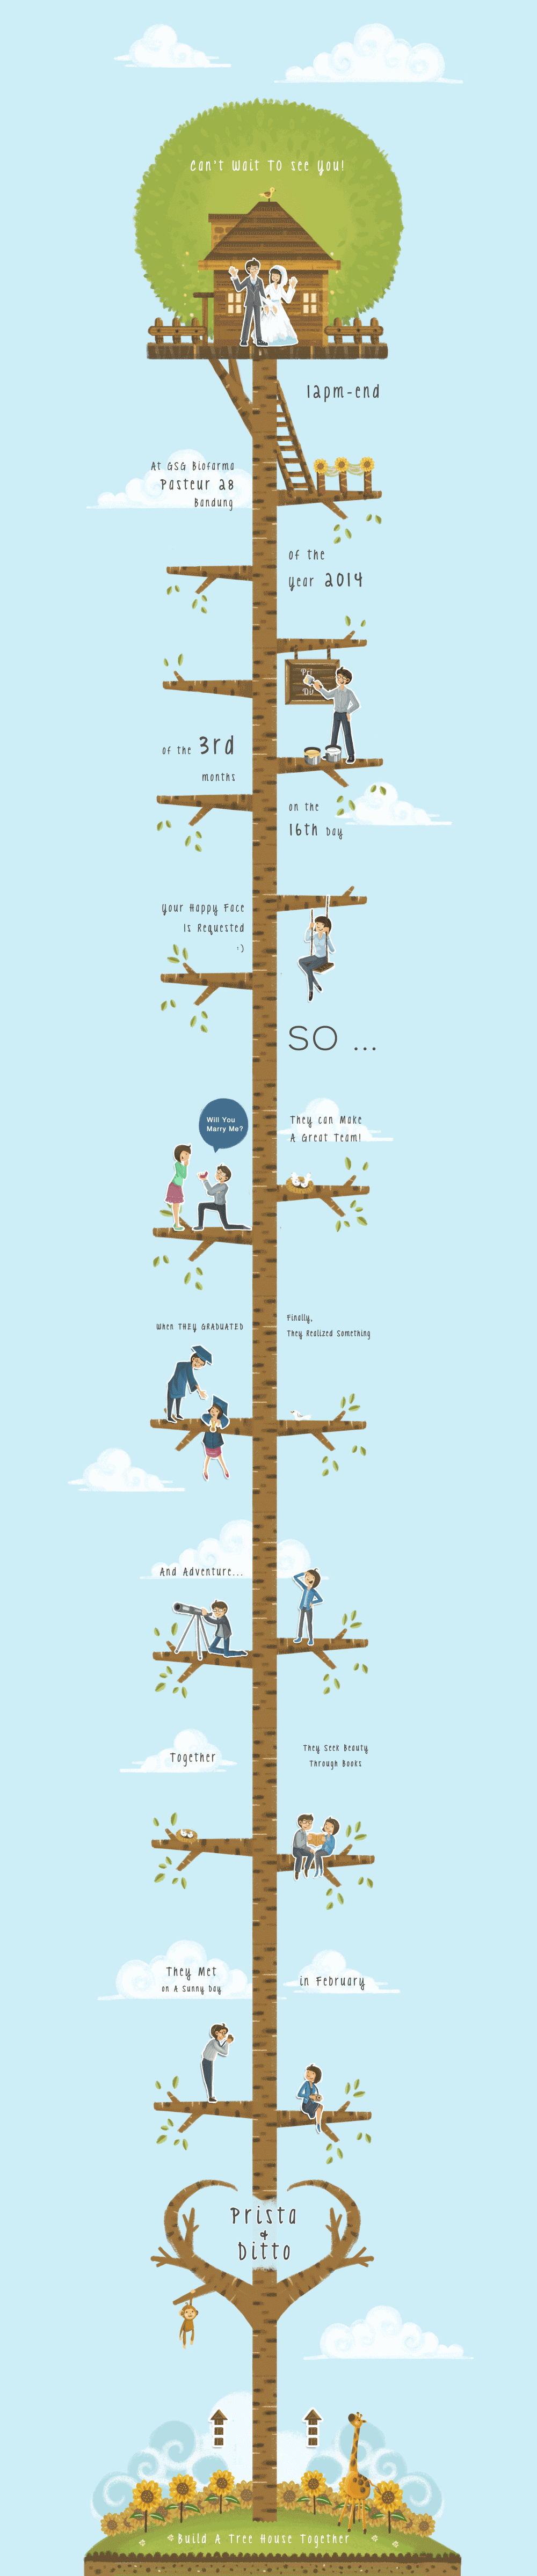 Can't Wait TO see You!
12pm-end
At GSG Biofarma
Pasteur 28
Bandung
of the
Year 2014
Pri
Dit
of the 3rd
months
on the
16th Day
Your Happy Face
Is Requested
:)
SO ...
Will You
Marry Me?
They can Make
A Great Team!
When THEY GRADUATED
Finally,
They Realized Something
And Adventure...
Together
They Seek Beauty
Through Books
They Met
on A Sunny Day
in February
Prista
&
Ditto
Build A Tree House Together